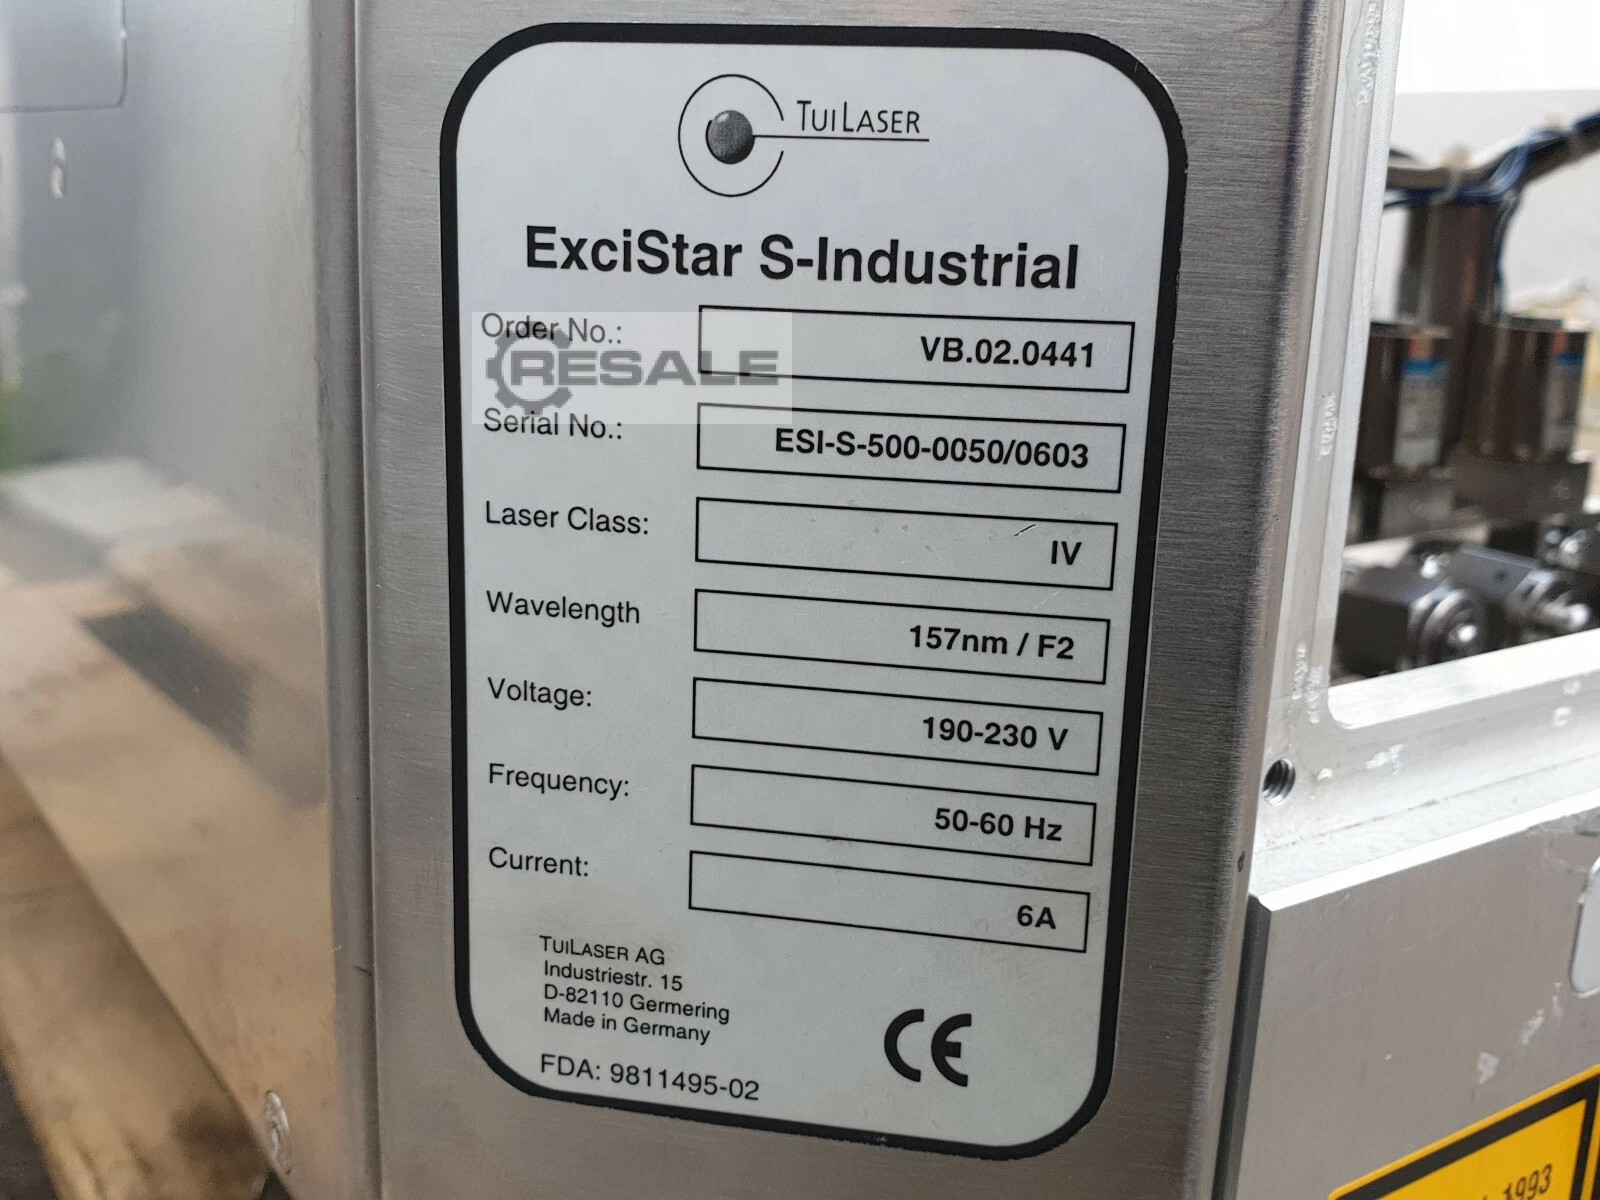 TUILASER
ExciStar S-Industrial
Order No.: VB.02.0441
RESALE
Serial No.: ESI-S-500-0050/0603
Laser Class: IV
Wavelength 157nm / F2
Voltage: 190-230 V
Frequency: 50-60 Hz
Current: 6A
TUILASER AG
Industriestr. 15
D-82110 Germering
Made in Germany
FDA: 9811495-02
CE
1993